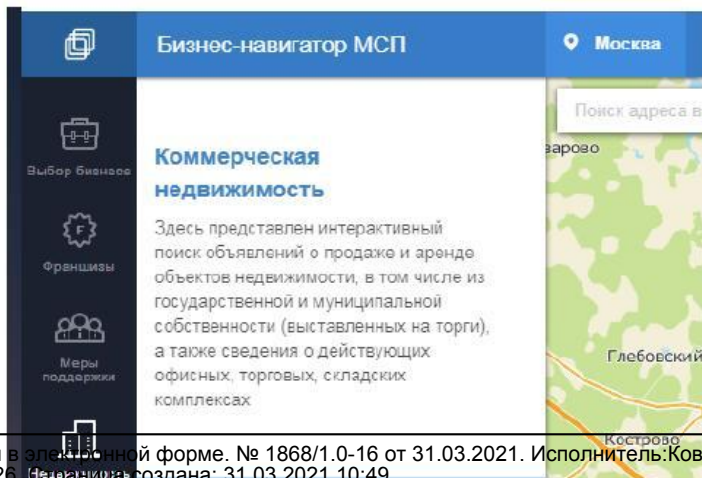 Бизнес-навигатор МСП
Москва
Поиск адреса в
варово
Выбор бизнеса
Коммерческая
недвижимость
Здесь представлен интерактивный
поиск объявлений о продаже и аренде
объектов недвижимости, в том числе из
государственной и муниципальной
собственности (выставленных на торги),
а также сведения о действующих
офисных, торговых, складских
комплексах
Франшизы
Меры
поддержки
Глебовский
Кострово
в электронной форме. № 1868/1.0-16 от 31.03.2021. Исполнитель:Ков
создана: 31.03.2021 10:49
Недвижимость